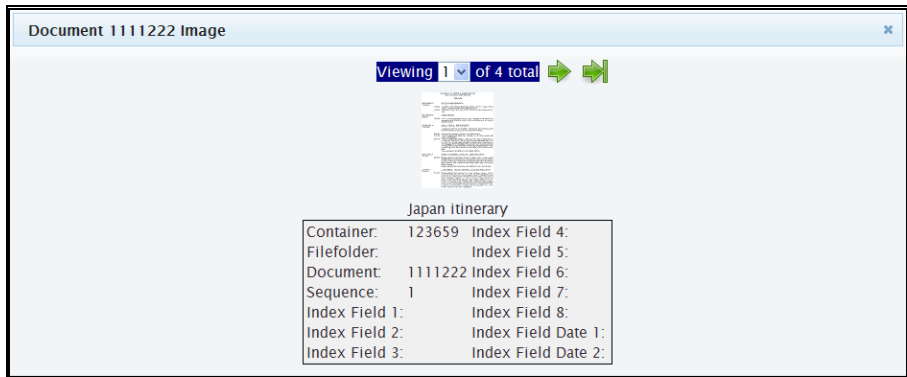 Document 1111222 Image
Viewing 1 of 4 total
Japan itinerary
Container: 123659 Index Field 4:
Filefolder: Index Field 5:
Document: 1111222 Index Field 6:
Sequence: 1 Index Field 7:
Index Field 1: Index Field 8:
Index Field 2: Index Field Date 1:
Index Field 3: Index Field Date 2: